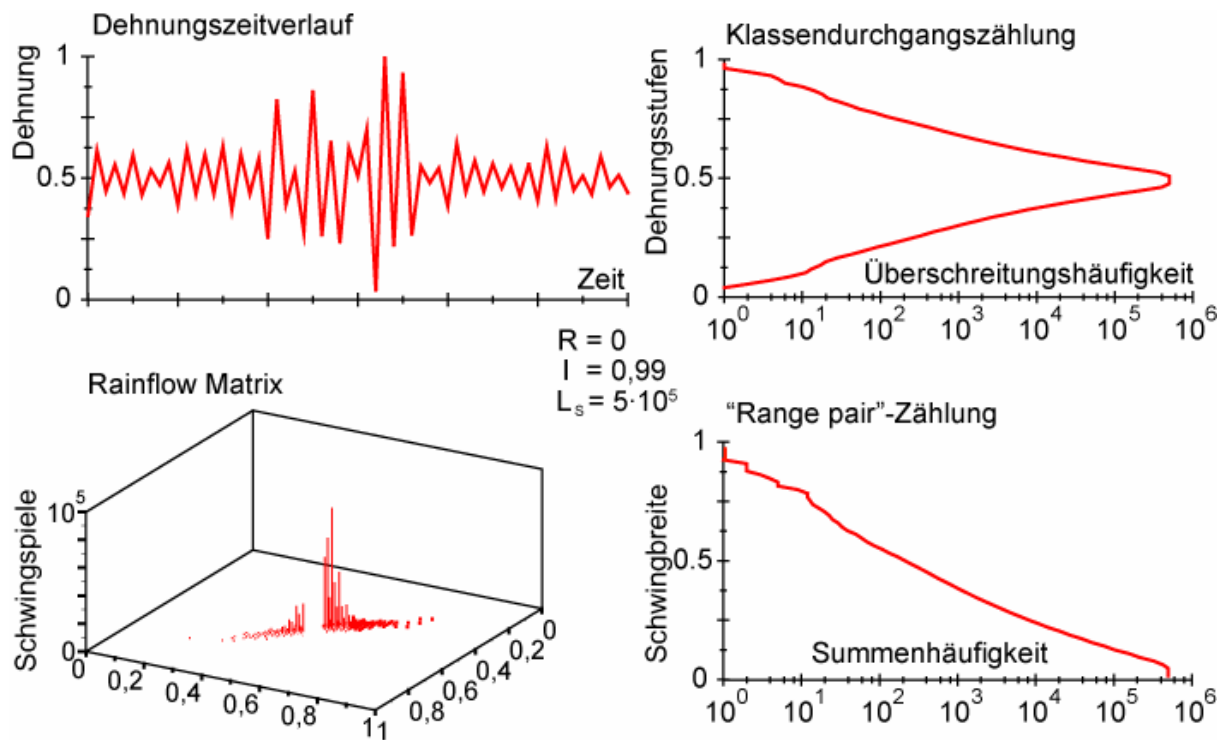 Dehnungszeitverlauf
Dehnung
1
0.5
0
Zeit
Klassendurchgangszählung
Dehnungsstufen
1
0.5
0
Überschreitungshäufigkeit
10⁰ 10¹ 10² 10³ 10⁴ 10⁵ 10⁶
R = 0
I = 0,99
Lₛ = 5·10⁵
Rainflow Matrix
Schwingspiele
10⁵
0
0 0,2 0,4 0,6 0,8 1
1 0,8 0,6 0,4 0,2 0
“Range pair”-Zählung
Schwingbreite
1
0.5
0
Summenhäufigkeit
10⁰ 10¹ 10² 10³ 10⁴ 10⁵ 10⁶